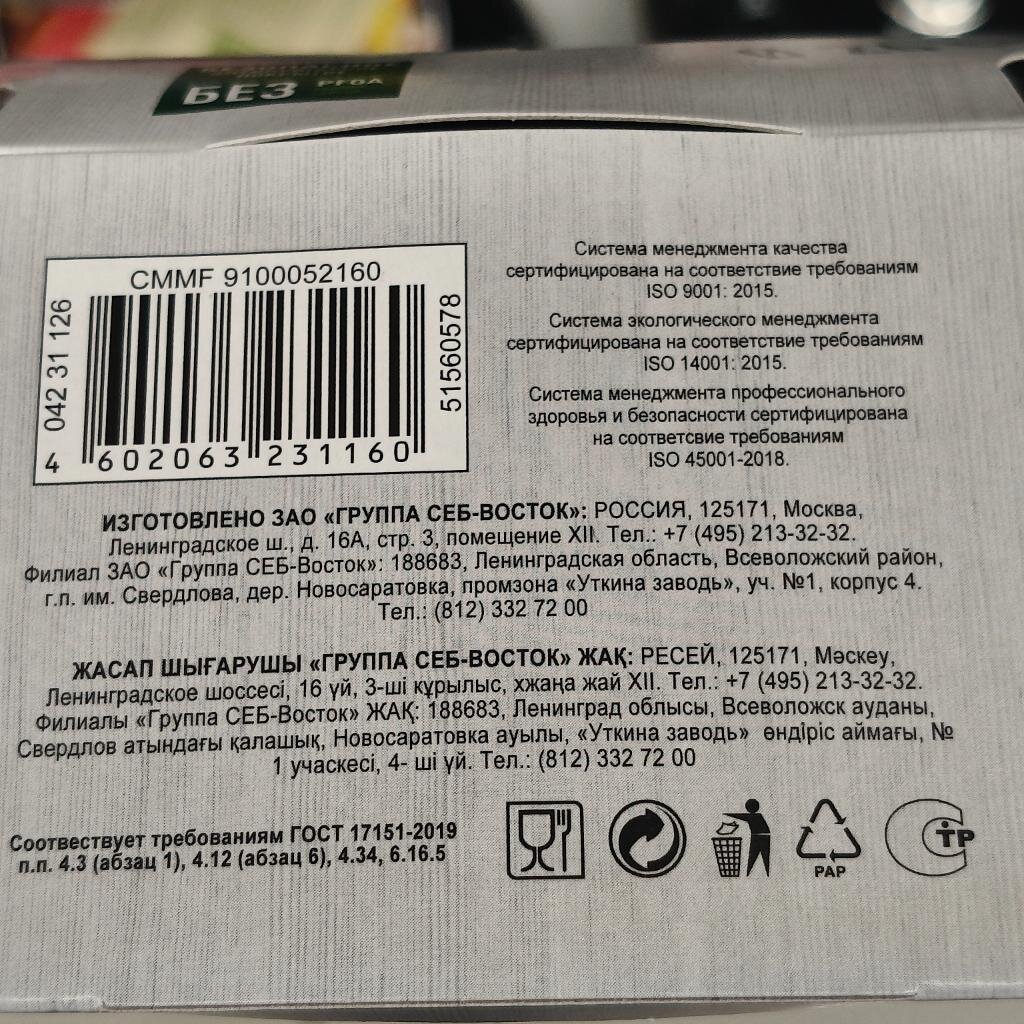 БЕЗ PFOA
CMMF 9100052160
042 31 126
51560578
4 602063 231160
Система менеджмента качества
сертифицирована на соответствие требованиям
ISO 9001: 2015.
Система экологического менеджмента
сертифицирована на соответствие требованиям
ISO 14001: 2015.
Система менеджмента профессионального
здоровья и безопасности сертифицирована
на соответсвие требованиям
ISO 45001-2018.
ИЗГОТОВЛЕНО ЗАО «ГРУППА СЕБ-ВОСТОК»: РОССИЯ, 125171, Москва,
Ленинградское ш., д. 16А, стр. 3, помещение XII. Тел.: +7 (495) 213-32-32.
Филиал ЗАО «Группа СЕБ-Восток»: 188683, Ленинградская область, Всеволожский район,
г.п. им. Свердлова, дер. Новосаратовка, промзона «Уткина заводь», уч. №1, корпус 4.
Тел.: (812) 332 72 00
ЖАСАП ШЫҒАРУШЫ «ГРУППА СЕБ-ВОСТОК» ЖАҚ: РЕСЕЙ, 125171, Мәскеу,
Ленинградское шоссесі, 16 үй, 3-ші құрылыс, хжаңа жай XII. Тел.: +7 (495) 213-32-32.
Филиалы «Группа СЕБ-Восток» ЖАҚ: 188683, Ленинград облысы, Всеволожск ауданы,
Свердлов атындағы қалашық, Новосаратовка ауылы, «Уткина заводь» өндіріс аймағы, №
1 учаскесі, 4- ші үй. Тел.: (812) 332 72 00
Соотвествует требованиям ГОСТ 17151-2019
п.п. 4.3 (абзац 1), 4.12 (абзац 6), 4.34, 6.16.5
PAP
СТР